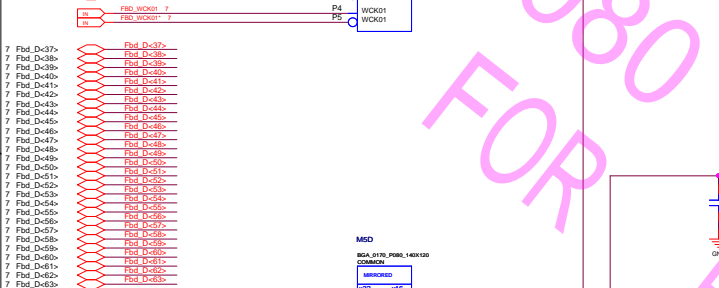 IN FBD_WCK01 7 P4 WCK01
IN FBD_WCK01* 7 P5 WCK01
7 Fbd_D<37> Fbd_D<37>
7 Fbd_D<38> Fbd_D<38>
7 Fbd_D<39> Fbd_D<39>
7 Fbd_D<40> Fbd_D<40>
7 Fbd_D<41> Fbd_D<41>
7 Fbd_D<42> Fbd_D<42>
7 Fbd_D<43> Fbd_D<43>
7 Fbd_D<44> Fbd_D<44>
7 Fbd_D<45> Fbd_D<45>
7 Fbd_D<46> Fbd_D<46>
7 Fbd_D<47> Fbd_D<47>
7 Fbd_D<48> Fbd_D<48>
7 Fbd_D<49> Fbd_D<49>
7 Fbd_D<50> Fbd_D<50>
7 Fbd_D<51> Fbd_D<51>
7 Fbd_D<52> Fbd_D<52>
7 Fbd_D<53> Fbd_D<53>
7 Fbd_D<54> Fbd_D<54>
7 Fbd_D<55> Fbd_D<55>
7 Fbd_D<56> Fbd_D<56>
7 Fbd_D<57> Fbd_D<57>
7 Fbd_D<58> Fbd_D<58>
7 Fbd_D<59> Fbd_D<59>
7 Fbd_D<60> Fbd_D<60>
7 Fbd_D<61> Fbd_D<61>
7 Fbd_D<62> Fbd_D<62>
7 Fbd_D<63> Fbd_D<63>
M5D
BGA_0170_P080_140X120
COMMON
MIRRORED
080
FOR